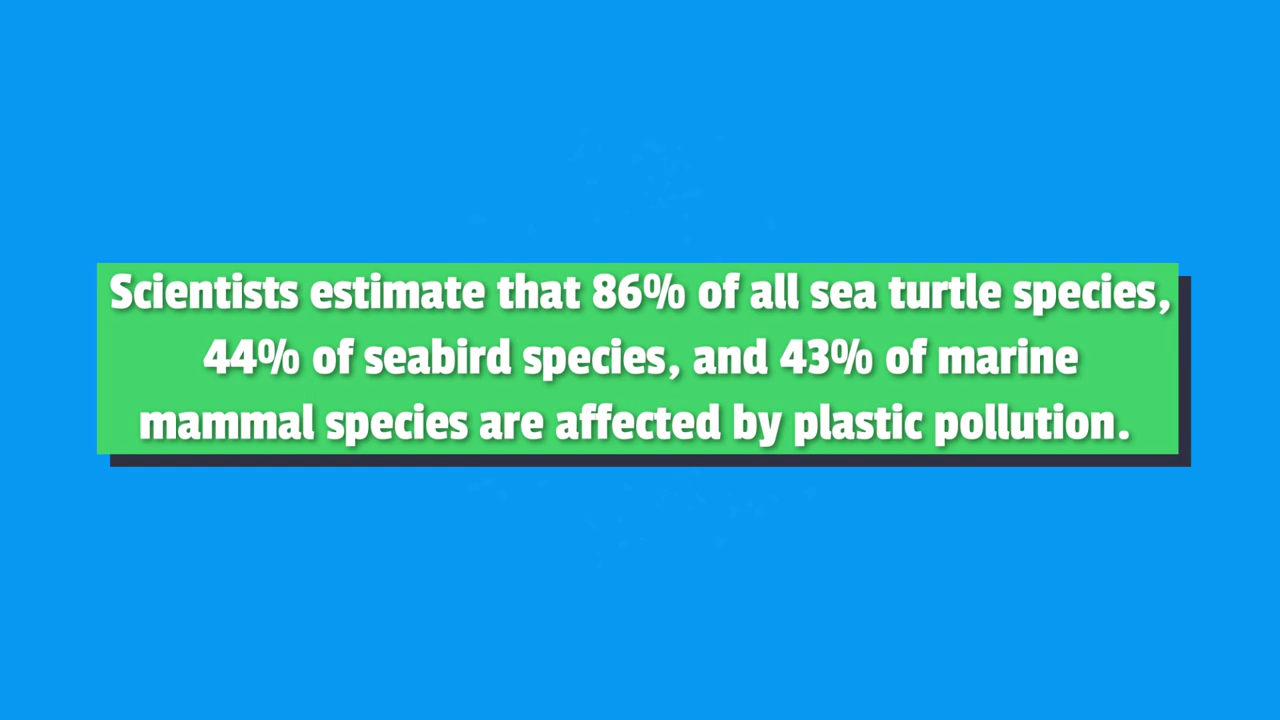 Scientists estimate that 86% of all sea turtle species,
44% of seabird species, and 43% of marine
mammal species are affected by plastic pollution.